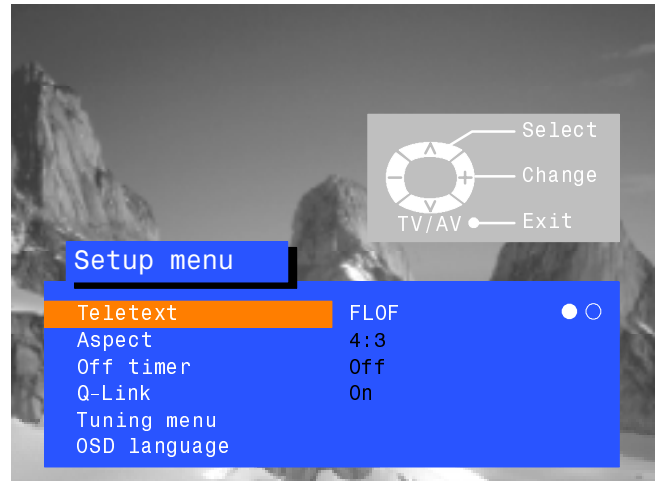 Select
Change
TV/AV Exit
Setup menu
Teletext FLOF
Aspect 4:3
Off timer Off
Q-Link On
Tuning menu
OSD language